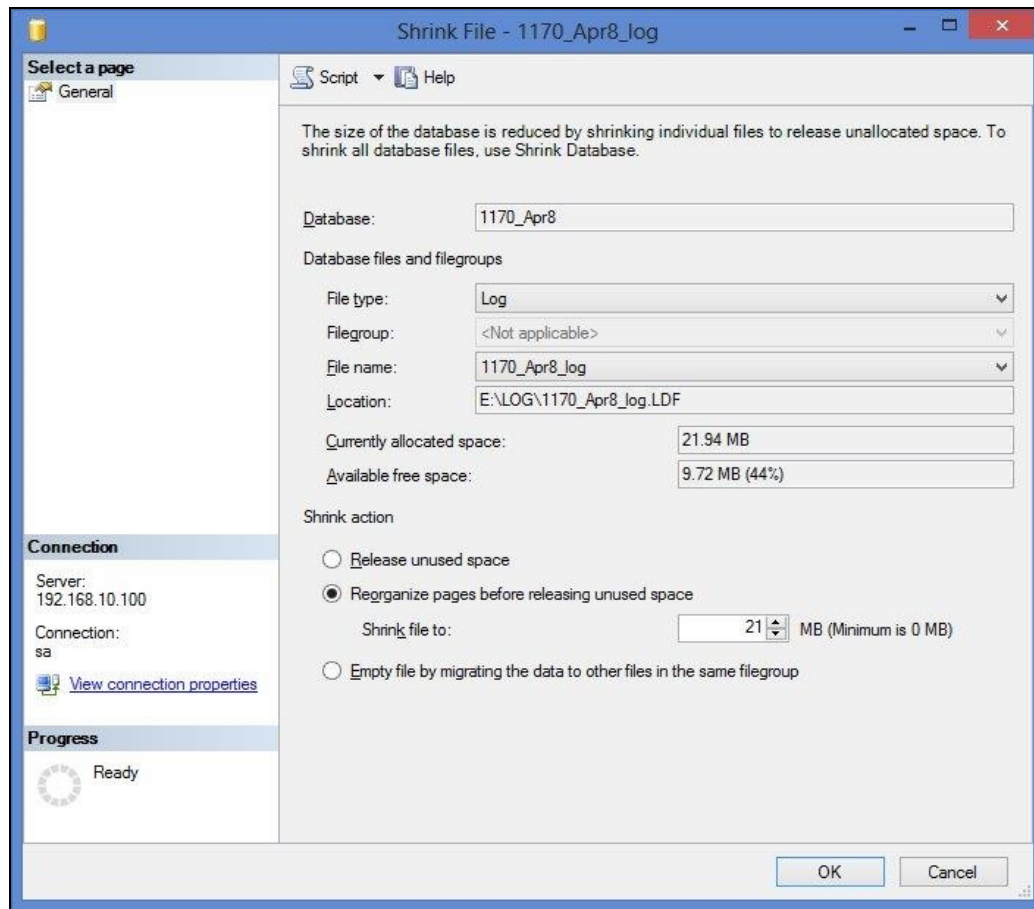 Shrink File - 1170_Apr8_log
Select a page
General
Script
Help
The size of the database is reduced by shrinking individual files to release unallocated space. To
shrink all database files, use Shrink Database.
Database: 1170_Apr8
Database files and filegroups
File type: Log
Filegroup: <Not applicable>
File name: 1170_Apr8_log
Location: E:\LOG\1170_Apr8_log.LDF
Currently allocated space: 21.94 MB
Available free space: 9.72 MB (44%)
Shrink action
Release unused space
Reorganize pages before releasing unused space
Shrink file to: 21 MB (Minimum is 0 MB)
Empty file by migrating the data to other files in the same filegroup
Connection
Server:
192.168.10.100
Connection:
sa
View connection properties
Progress
Ready
OK
Cancel